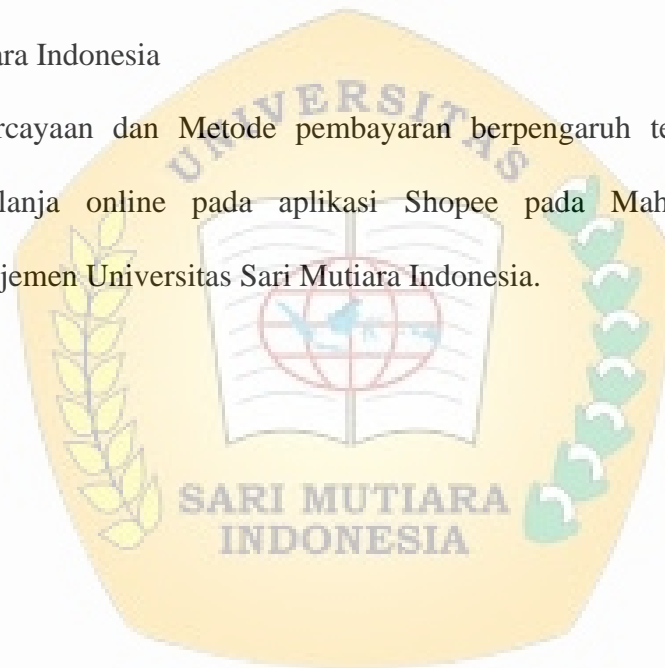 ara Indonesia
rcayaan dan Metode pembayaran berpengaruh te
lanja online pada aplikasi Shopee pada Mah
jemen Universitas Sari Mutiara Indonesia.
UNIVERSITAS
SARI MUTIARA
INDONESIA